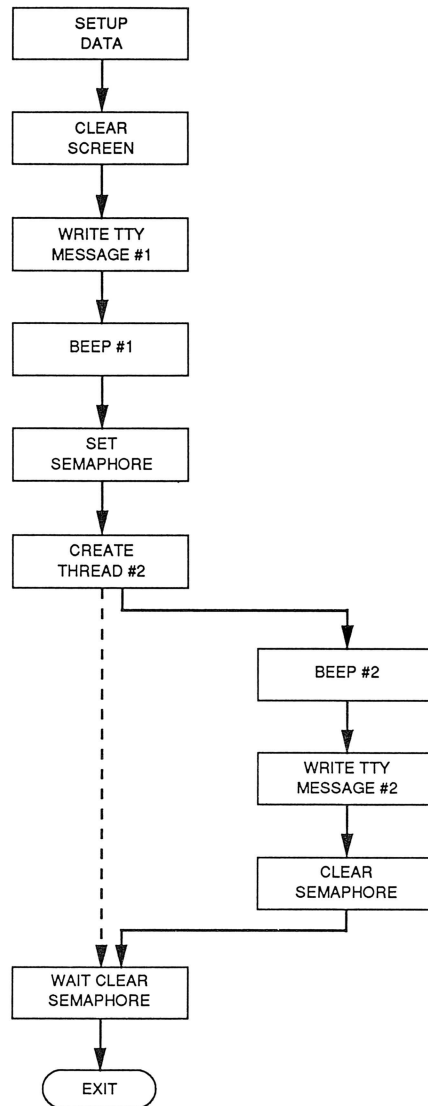 SETUP
DATA
CLEAR
SCREEN
WRITE TTY
MESSAGE #1
BEEP #1
SET
SEMAPHORE
CREATE
THREAD #2
BEEP #2
WRITE TTY
MESSAGE #2
CLEAR
SEMAPHORE
WAIT CLEAR
SEMAPHORE
EXIT